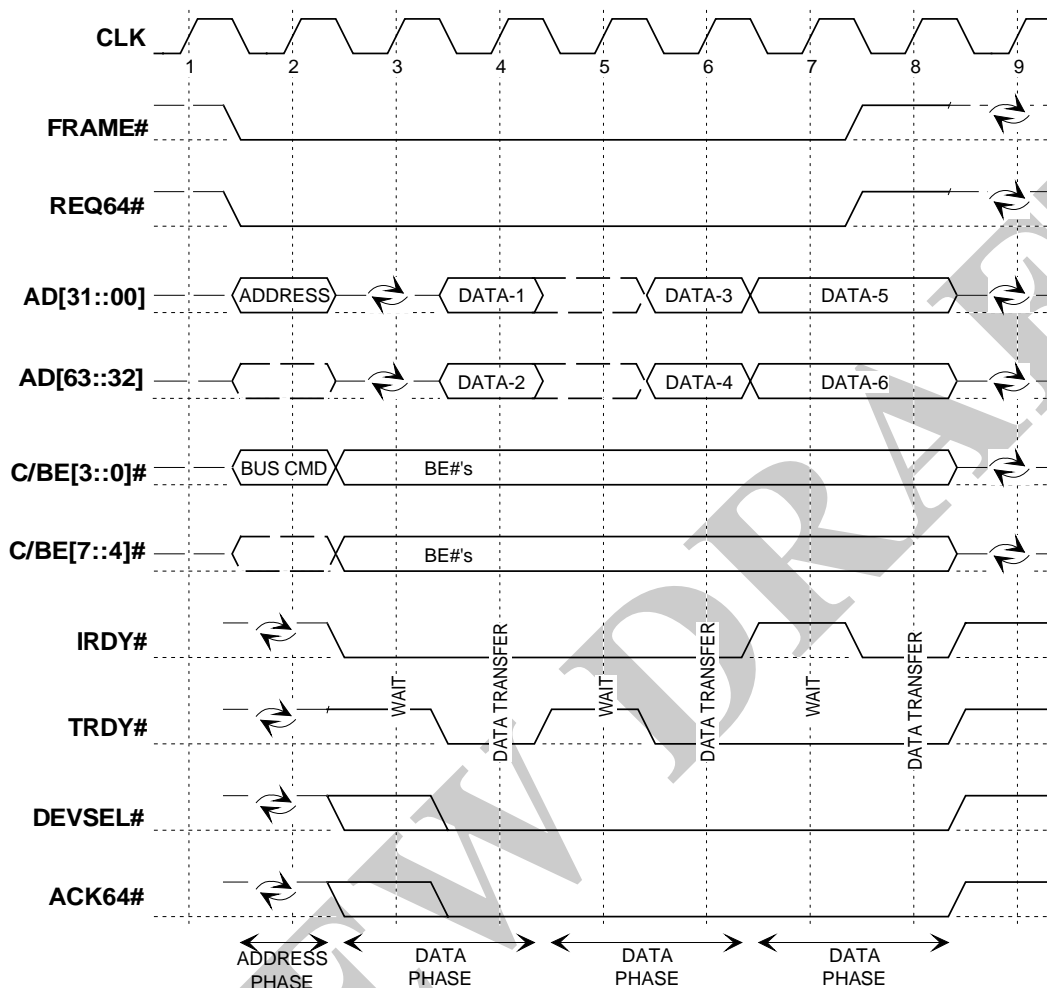 CLK
1 2 3 4 5 6 7 8 9
FRAME#
REQ64#
AD[31::00]
ADDRESS DATA-1 DATA-3 DATA-5
AD[63::32]
DATA-2 DATA-4 DATA-6
C/BE[3::0]#
BUS CMD BE#'s
C/BE[7::4]#
BE#'s
IRDY#
TRDY#
WAIT
DATA TRANSFER
WAIT
DATA TRANSFER
WAIT
DATA TRANSFER
DEVSEL#
ACK64#
ADDRESS PHASE
DATA PHASE
DATA PHASE
DATA PHASE